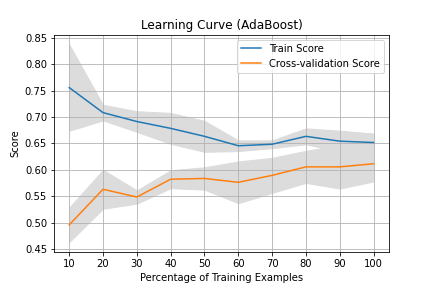 Learning Curve (AdaBoost)
Train Score
Cross-validation Score
Score
0.85
0.80
0.75
0.70
0.65
0.60
0.55
0.50
0.45
10 20 30 40 50 60 70 80 90 100
Percentage of Training Examples